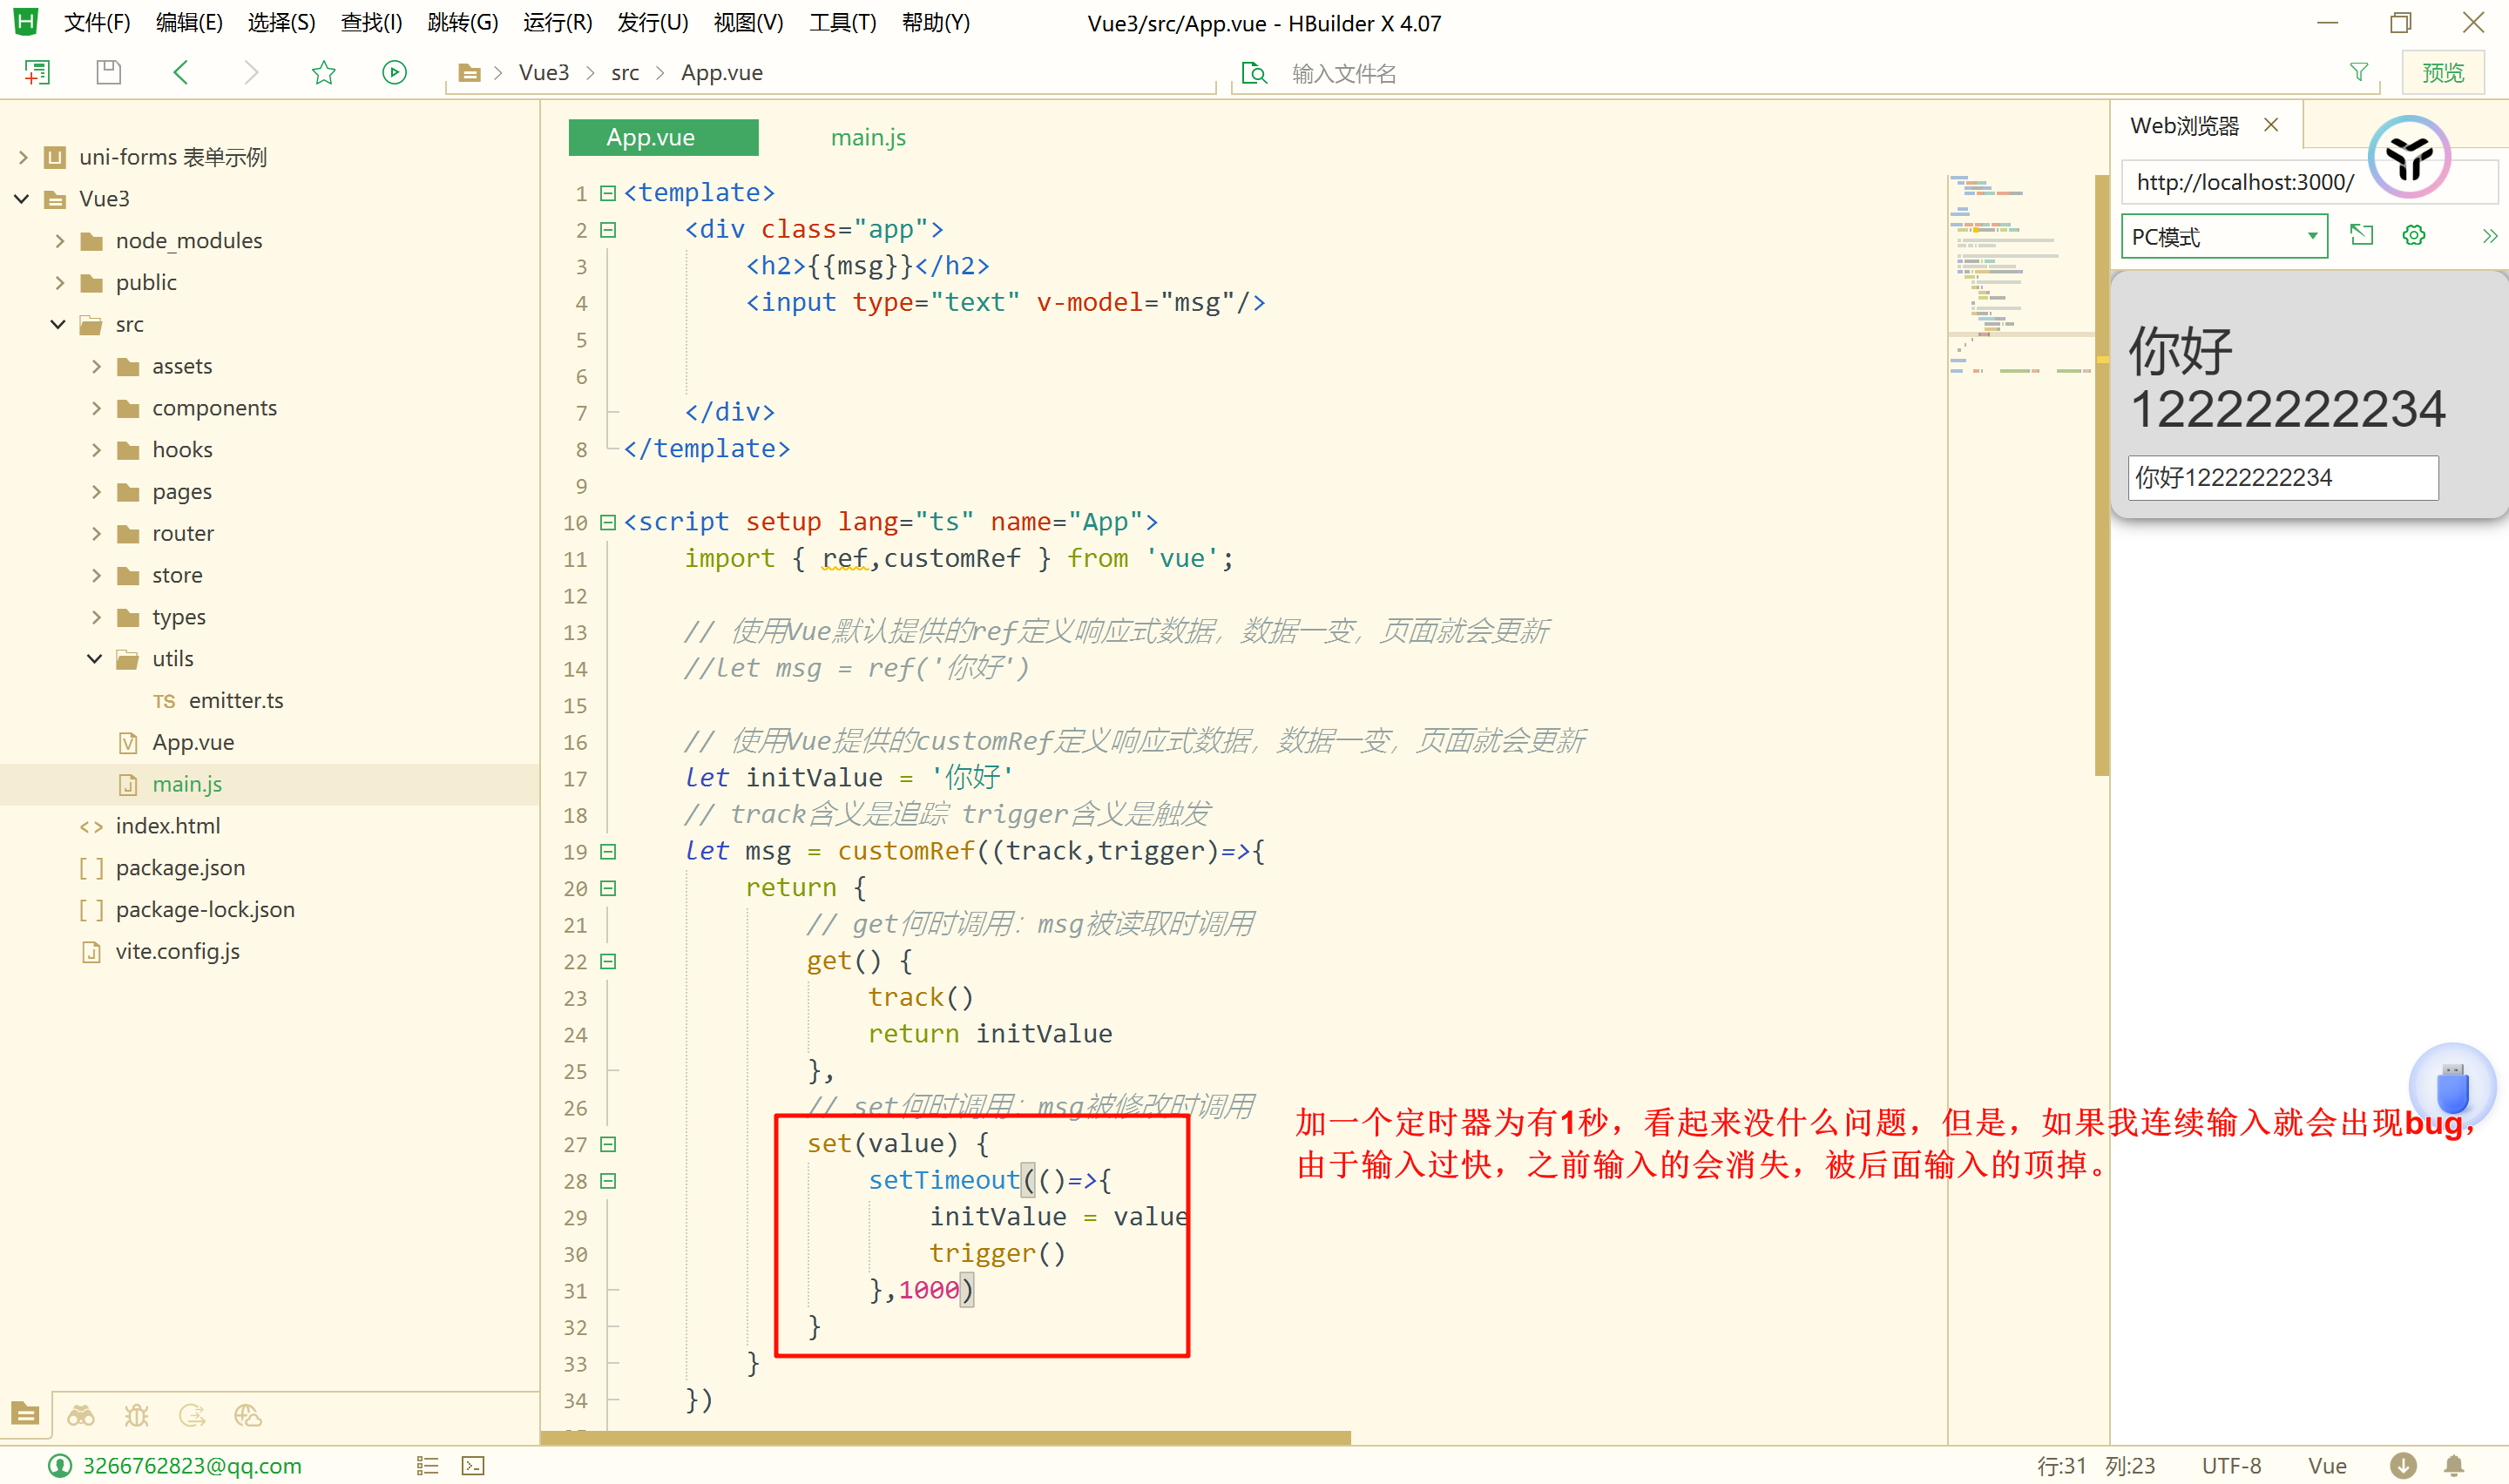 文件(F) 编辑(E) 选择(S) 查找(I) 跳转(G) 运行(R) 发行(U) 视图(V) 工具(T) 帮助(Y) Vue3/src/App.vue - HBuilder X 4.07
Vue3 src App.vue 输入文件名 预览
uni-forms 表单示例
Vue3
node_modules
public
src
assets
components
hooks
pages
router
store
types
utils
TS emitter.ts
App.vue
main.js
index.html
package.json
package-lock.json
vite.config.js
App.vue main.js
1 <template>
2 <div class="app">
3 <h2>{{msg}}</h2>
4 <input type="text" v-model="msg"/>
5
6
7 </div>
8 </template>
9
10 <script setup lang="ts" name="App">
11 import { ref,customRef } from 'vue';
12
13 // 使用Vue默认提供的ref定义响应式数据，数据一变，页面就会更新
14 //let msg = ref('你好')
15
16 // 使用Vue提供的customRef定义响应式数据，数据一变，页面就会更新
17 let initValue = '你好'
18 // track含义是追踪 trigger含义是触发
19 let msg = customRef((track,trigger)=>{
20 return {
21 // get何时调用：msg被读取时调用
22 get() {
23 track()
24 return initValue
25 },
26 // set何时调用：msg被修改时调用
27 set(value) {
28 setTimeout(()=>{
29 initValue = value
30 trigger()
31 },1000)
32 }
33 }
34 })
加一个定时器为有1秒，看起来没什么问题，但是，如果我连续输入就会出现bug，
由于输入过快，之前输入的会消失，被后面输入的顶掉。
Web浏览器
http://localhost:3000/
PC模式
你好
12222222234
你好12222222234
3266762823@qq.com 行:31 列:23 UTF-8 Vue